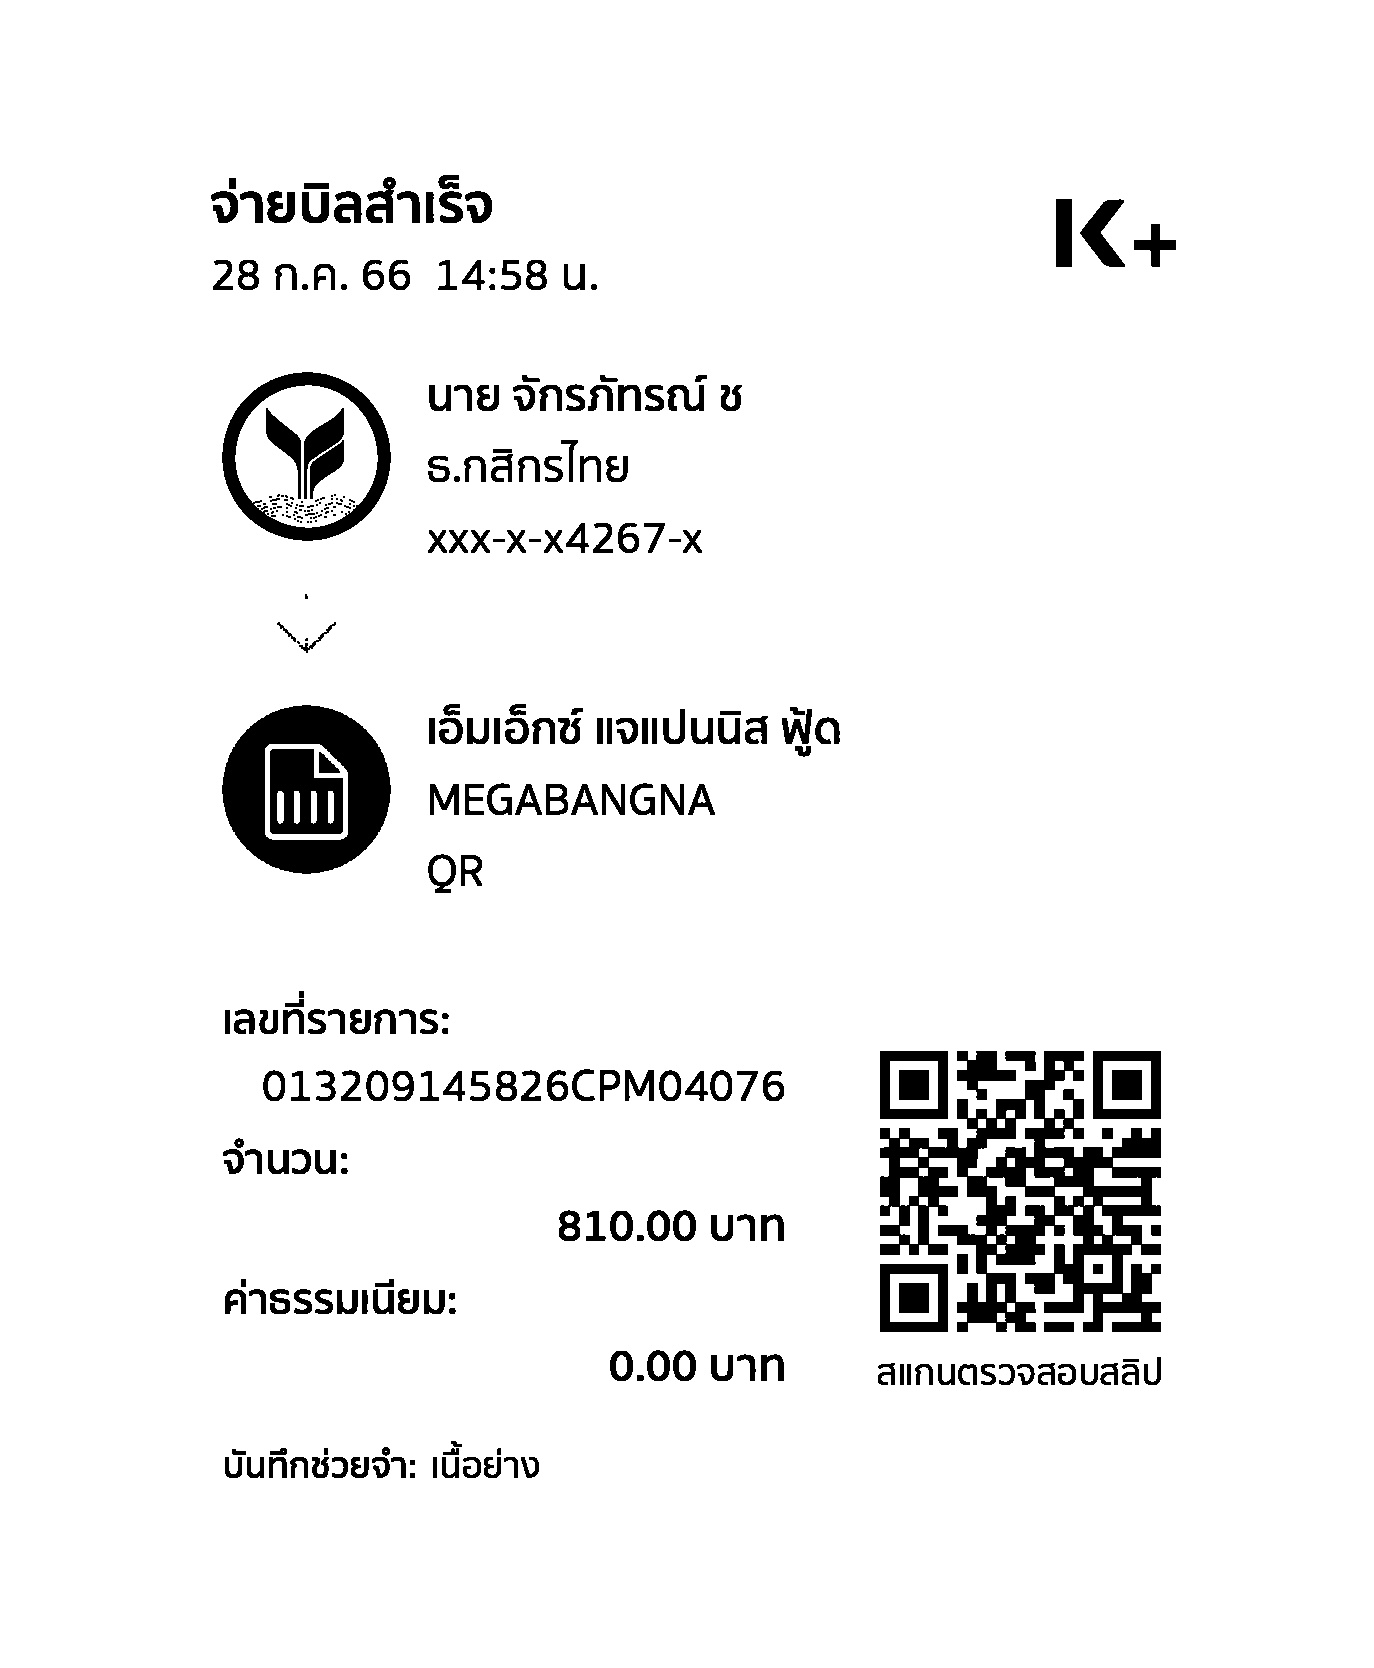 จ่ายบิลสำเร็จ
28 ก.ค. 66  14:58 น.
K+
นาย จักรภัทรณ์ ช
ธ.กสิกรไทย
xxx-x-x4267-x
เอ็มเอ็กซ์ แจแปนนิส ฟู้ด
MEGABANGNA
QR
เลขที่รายการ:
013209145826CPM04076
จำนวน:
810.00 บาท
ค่าธรรมเนียม:
0.00 บาท
สแกนตรวจสอบสลิป
บันทึกช่วยจำ: เนื้อย่าง